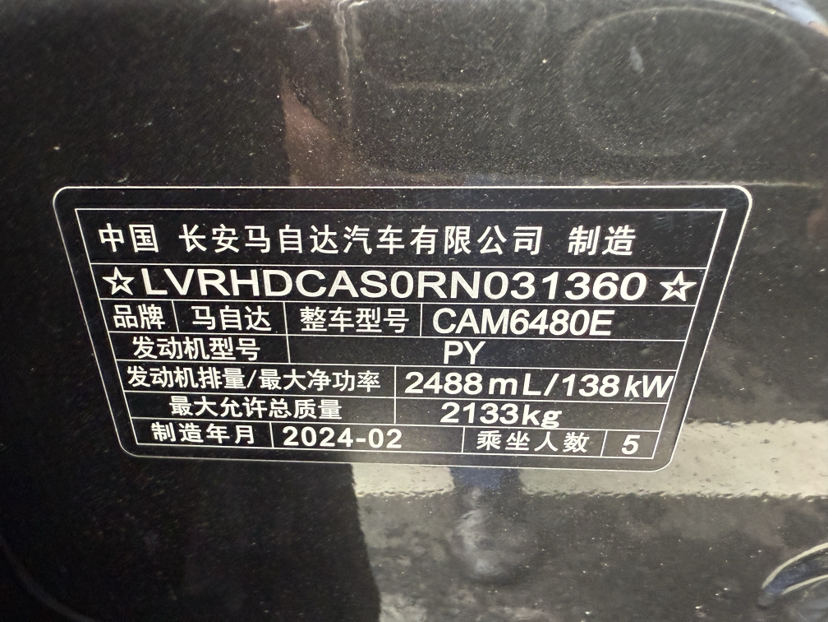 中国 长安马自达汽车有限公司 制造
☆LVRHDCAS0RN031360☆
品牌 马自达 整车型号 CAM6480E
发动机型号 PY
发动机排量/最大净功率 2488mL/138kW
最大允许总质量 2133kg
制造年月 2024-02 乘坐人数 5